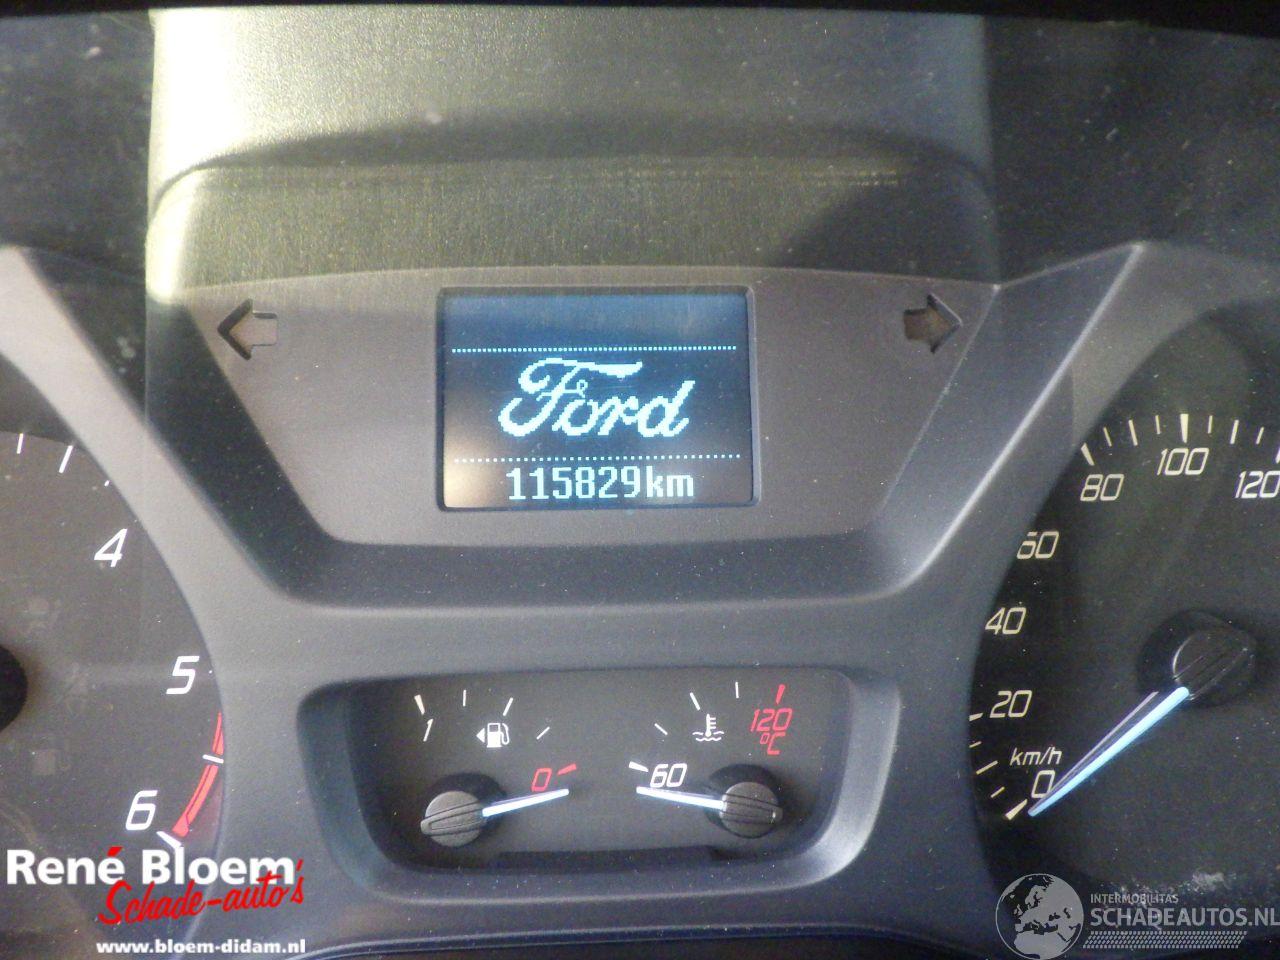 Ford
115829km
4
5
6
80
100
120
60
40
20
km/h
0
1
0
60
120
°C
René Bloem
Schade-auto's
www.bloem-didam.nl
INTERMOBILITAS
SCHADEAUTOS.NL